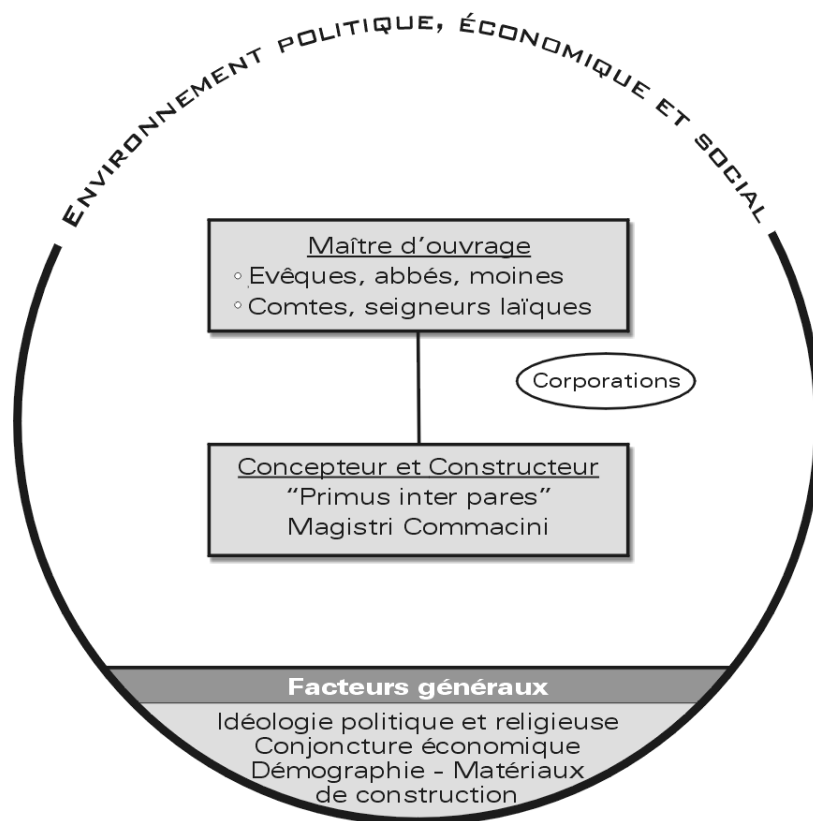 ENVIRONNEMENT POLITIQUE, ÉCONOMIQUE ET SOCIAL
Maître d'ouvrage
◦ Evêques, abbés, moines
◦ Comtes, seigneurs laïques
Corporations
Concepteur et Constructeur
“Primus inter pares”
Magistri Commacini
Facteurs généraux
Idéologie politique et religieuse
Conjoncture économique
Démographie - Matériaux
de construction